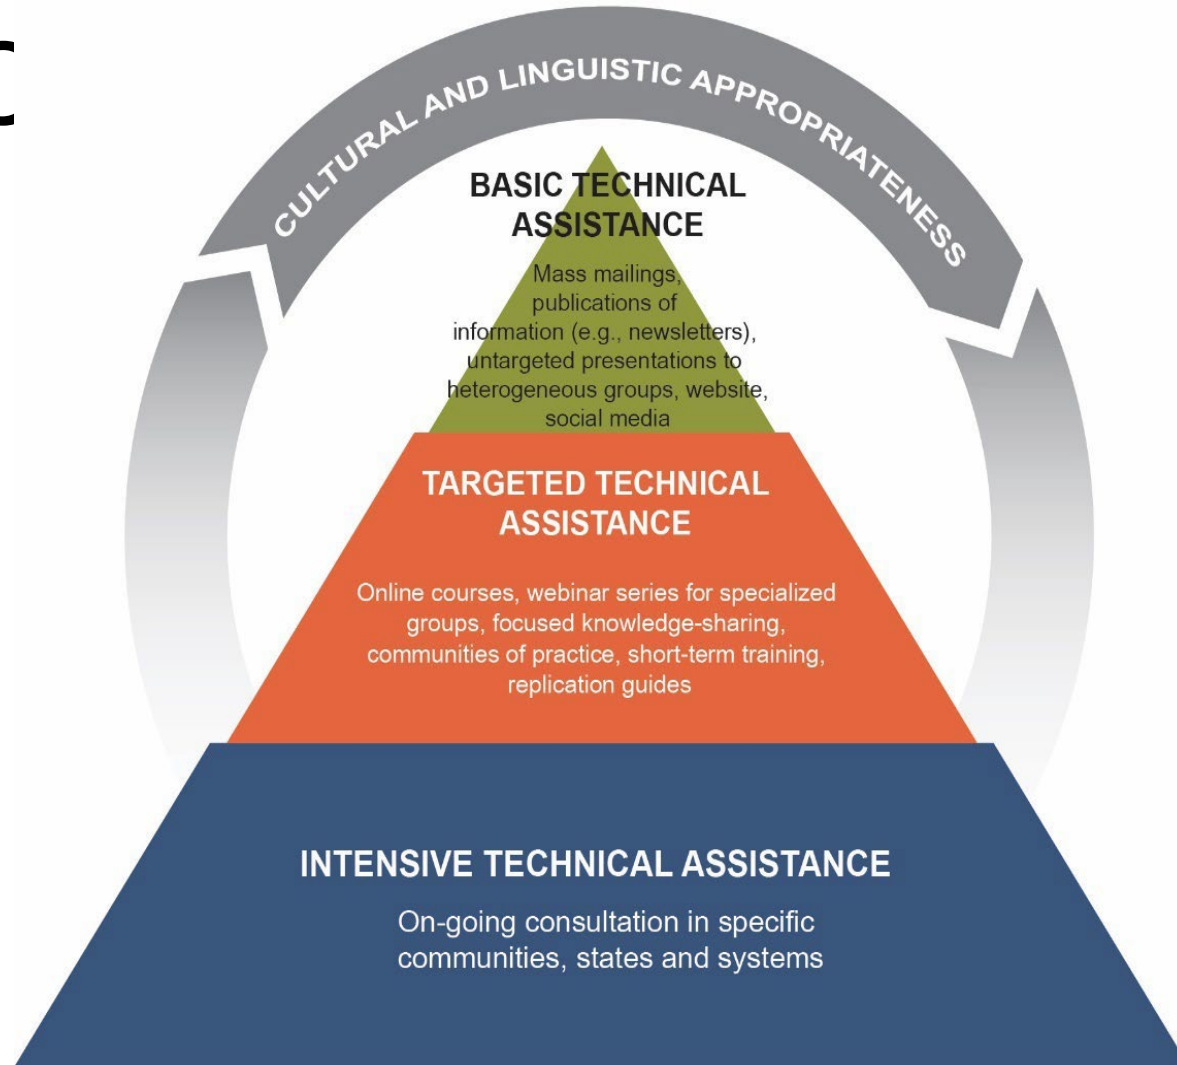 CULTURAL AND LINGUISTIC APPROPRIATENESS
BASIC TECHNICAL
ASSISTANCE
Mass mailings,
publications of
information (e.g., newsletters),
untargeted presentations to
heterogeneous groups, website,
social media
TARGETED TECHNICAL
ASSISTANCE
Online courses, webinar series for specialized
groups, focused knowledge-sharing,
communities of practice, short-term training,
replication guides
INTENSIVE TECHNICAL ASSISTANCE
On-going consultation in specific
communities, states and systems